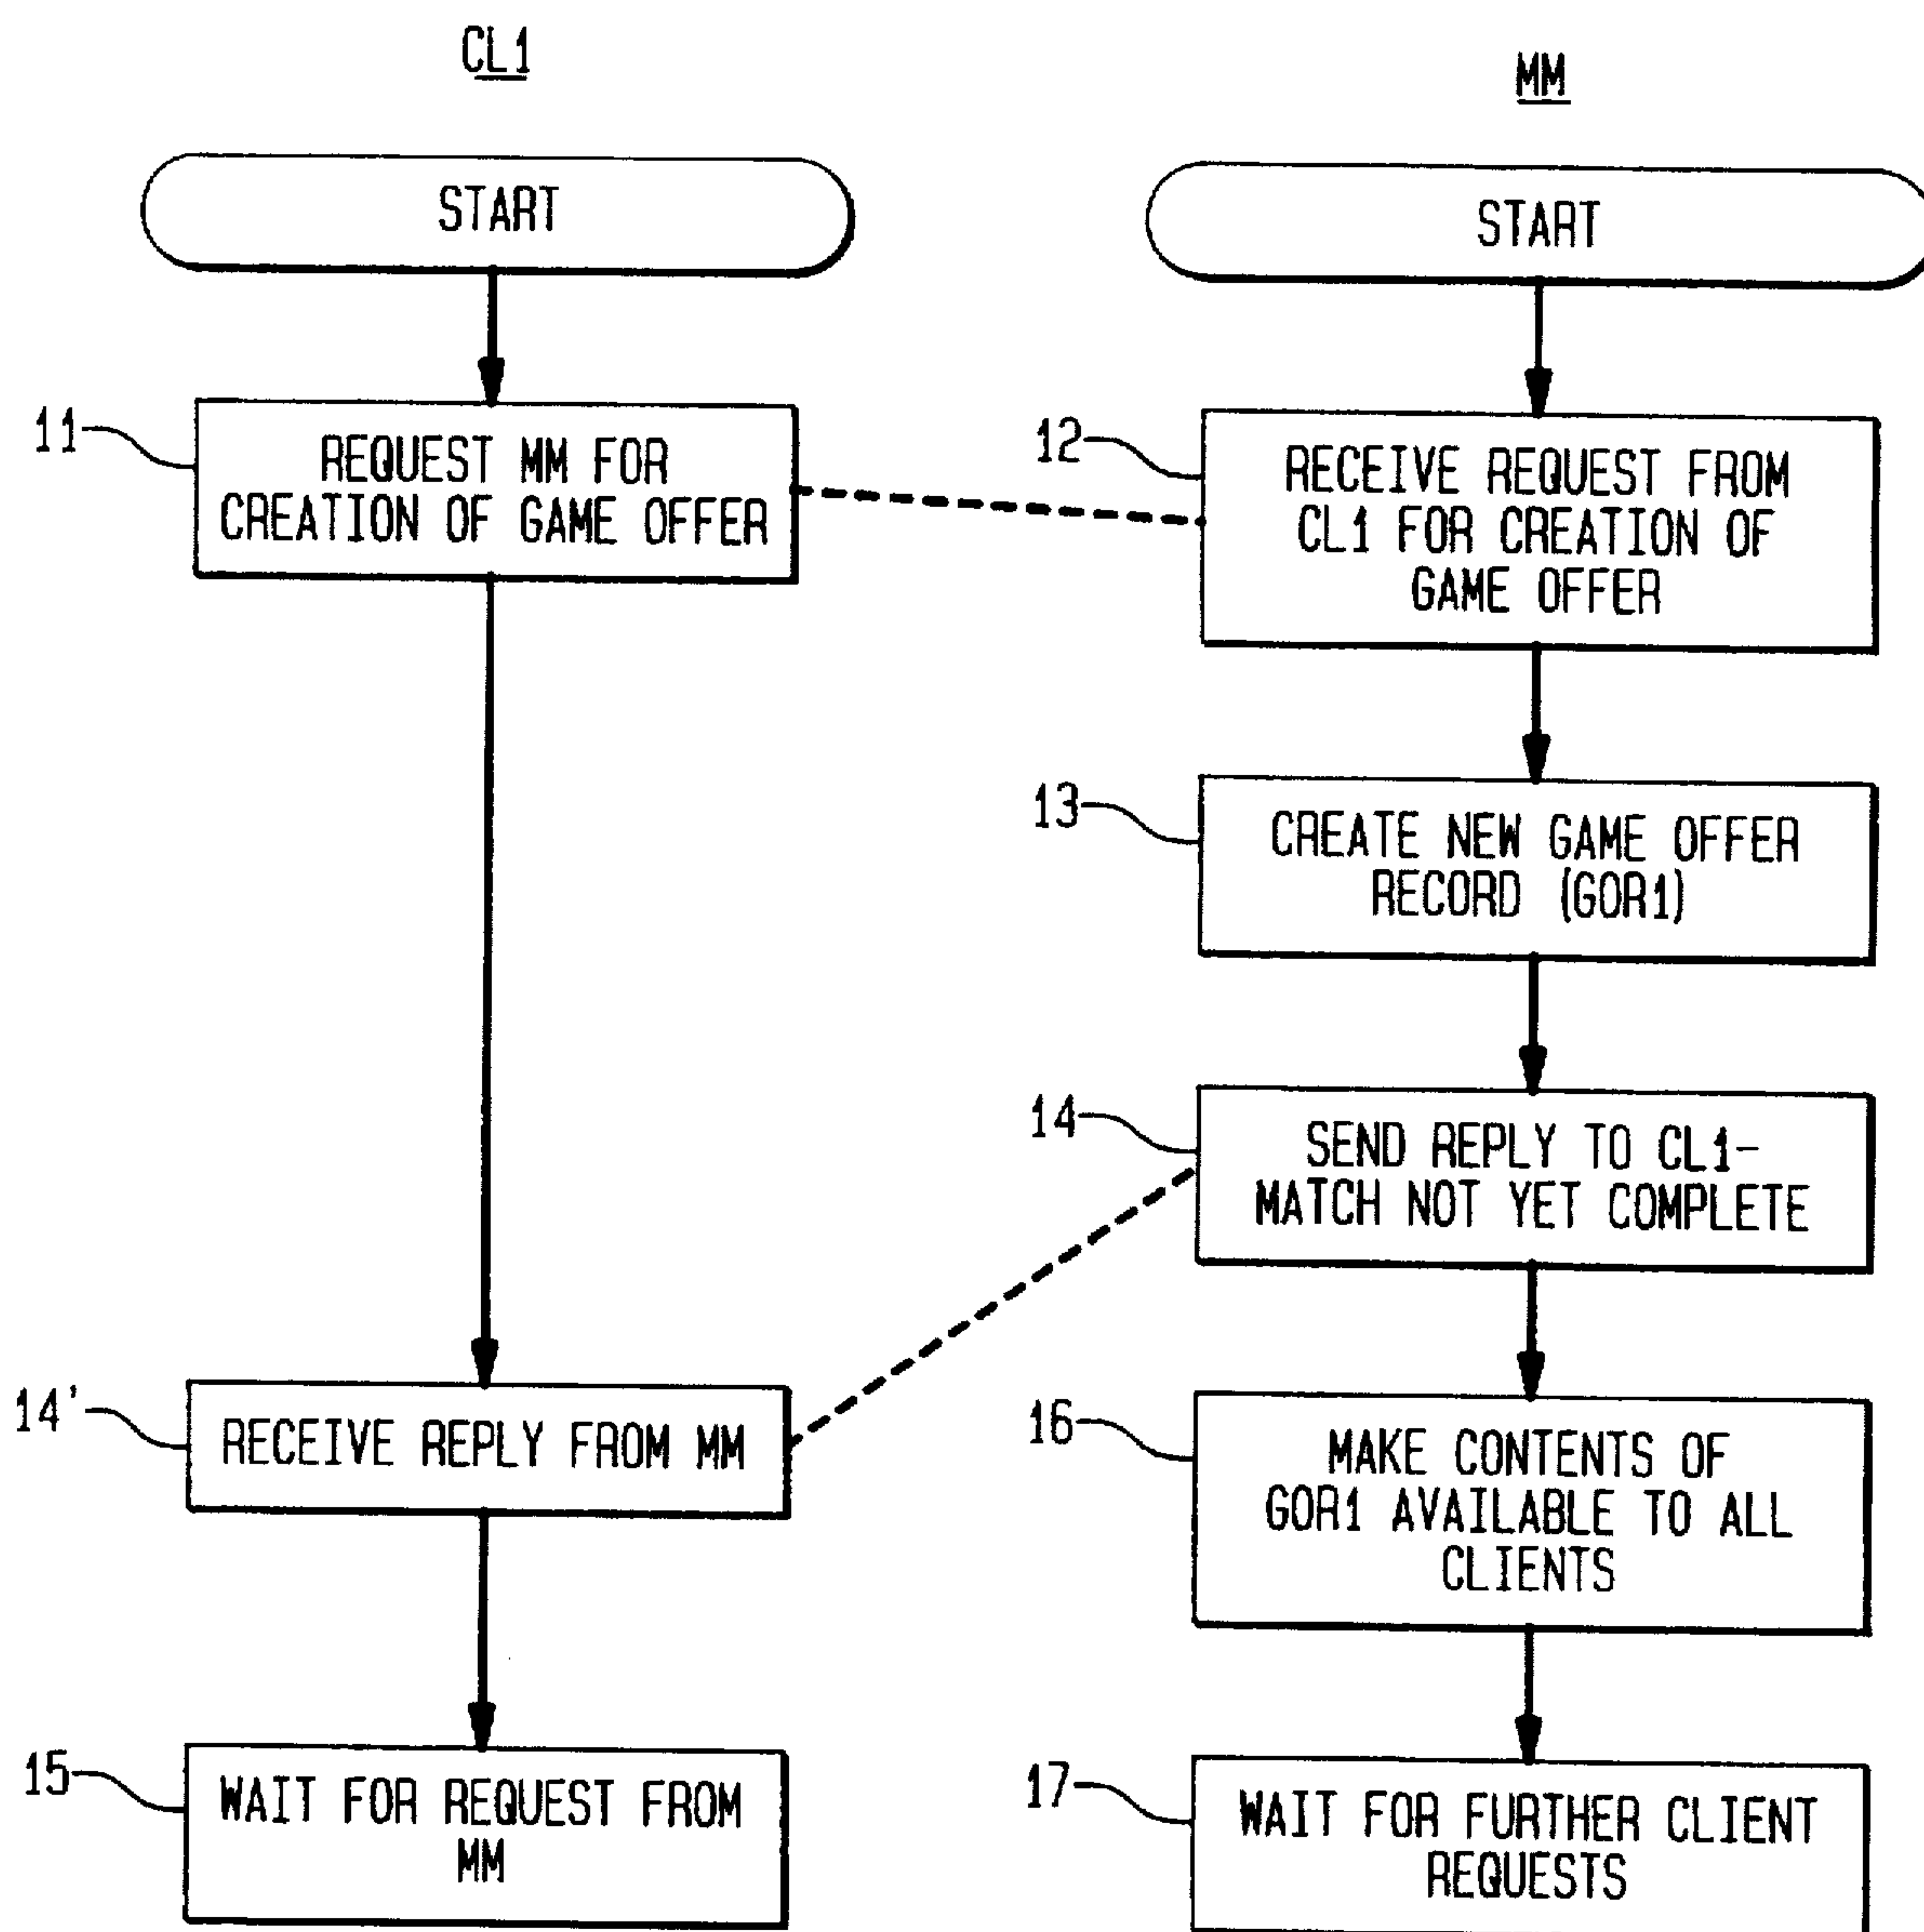 CL1
START
11
REQUEST MM FOR
CREATION OF GAME OFFER
14'
RECEIVE REPLY FROM MM
15
WAIT FOR REQUEST FROM
MM
MM
START
12
RECEIVE REQUEST FROM
CL1 FOR CREATION OF
GAME OFFER
13
CREATE NEW GAME OFFER
RECORD (GOR1)
14
SEND REPLY TO CL1-
MATCH NOT YET COMPLETE
16
MAKE CONTENTS OF
GOR1 AVAILABLE TO ALL
CLIENTS
17
WAIT FOR FURTHER CLIENT
REQUESTS